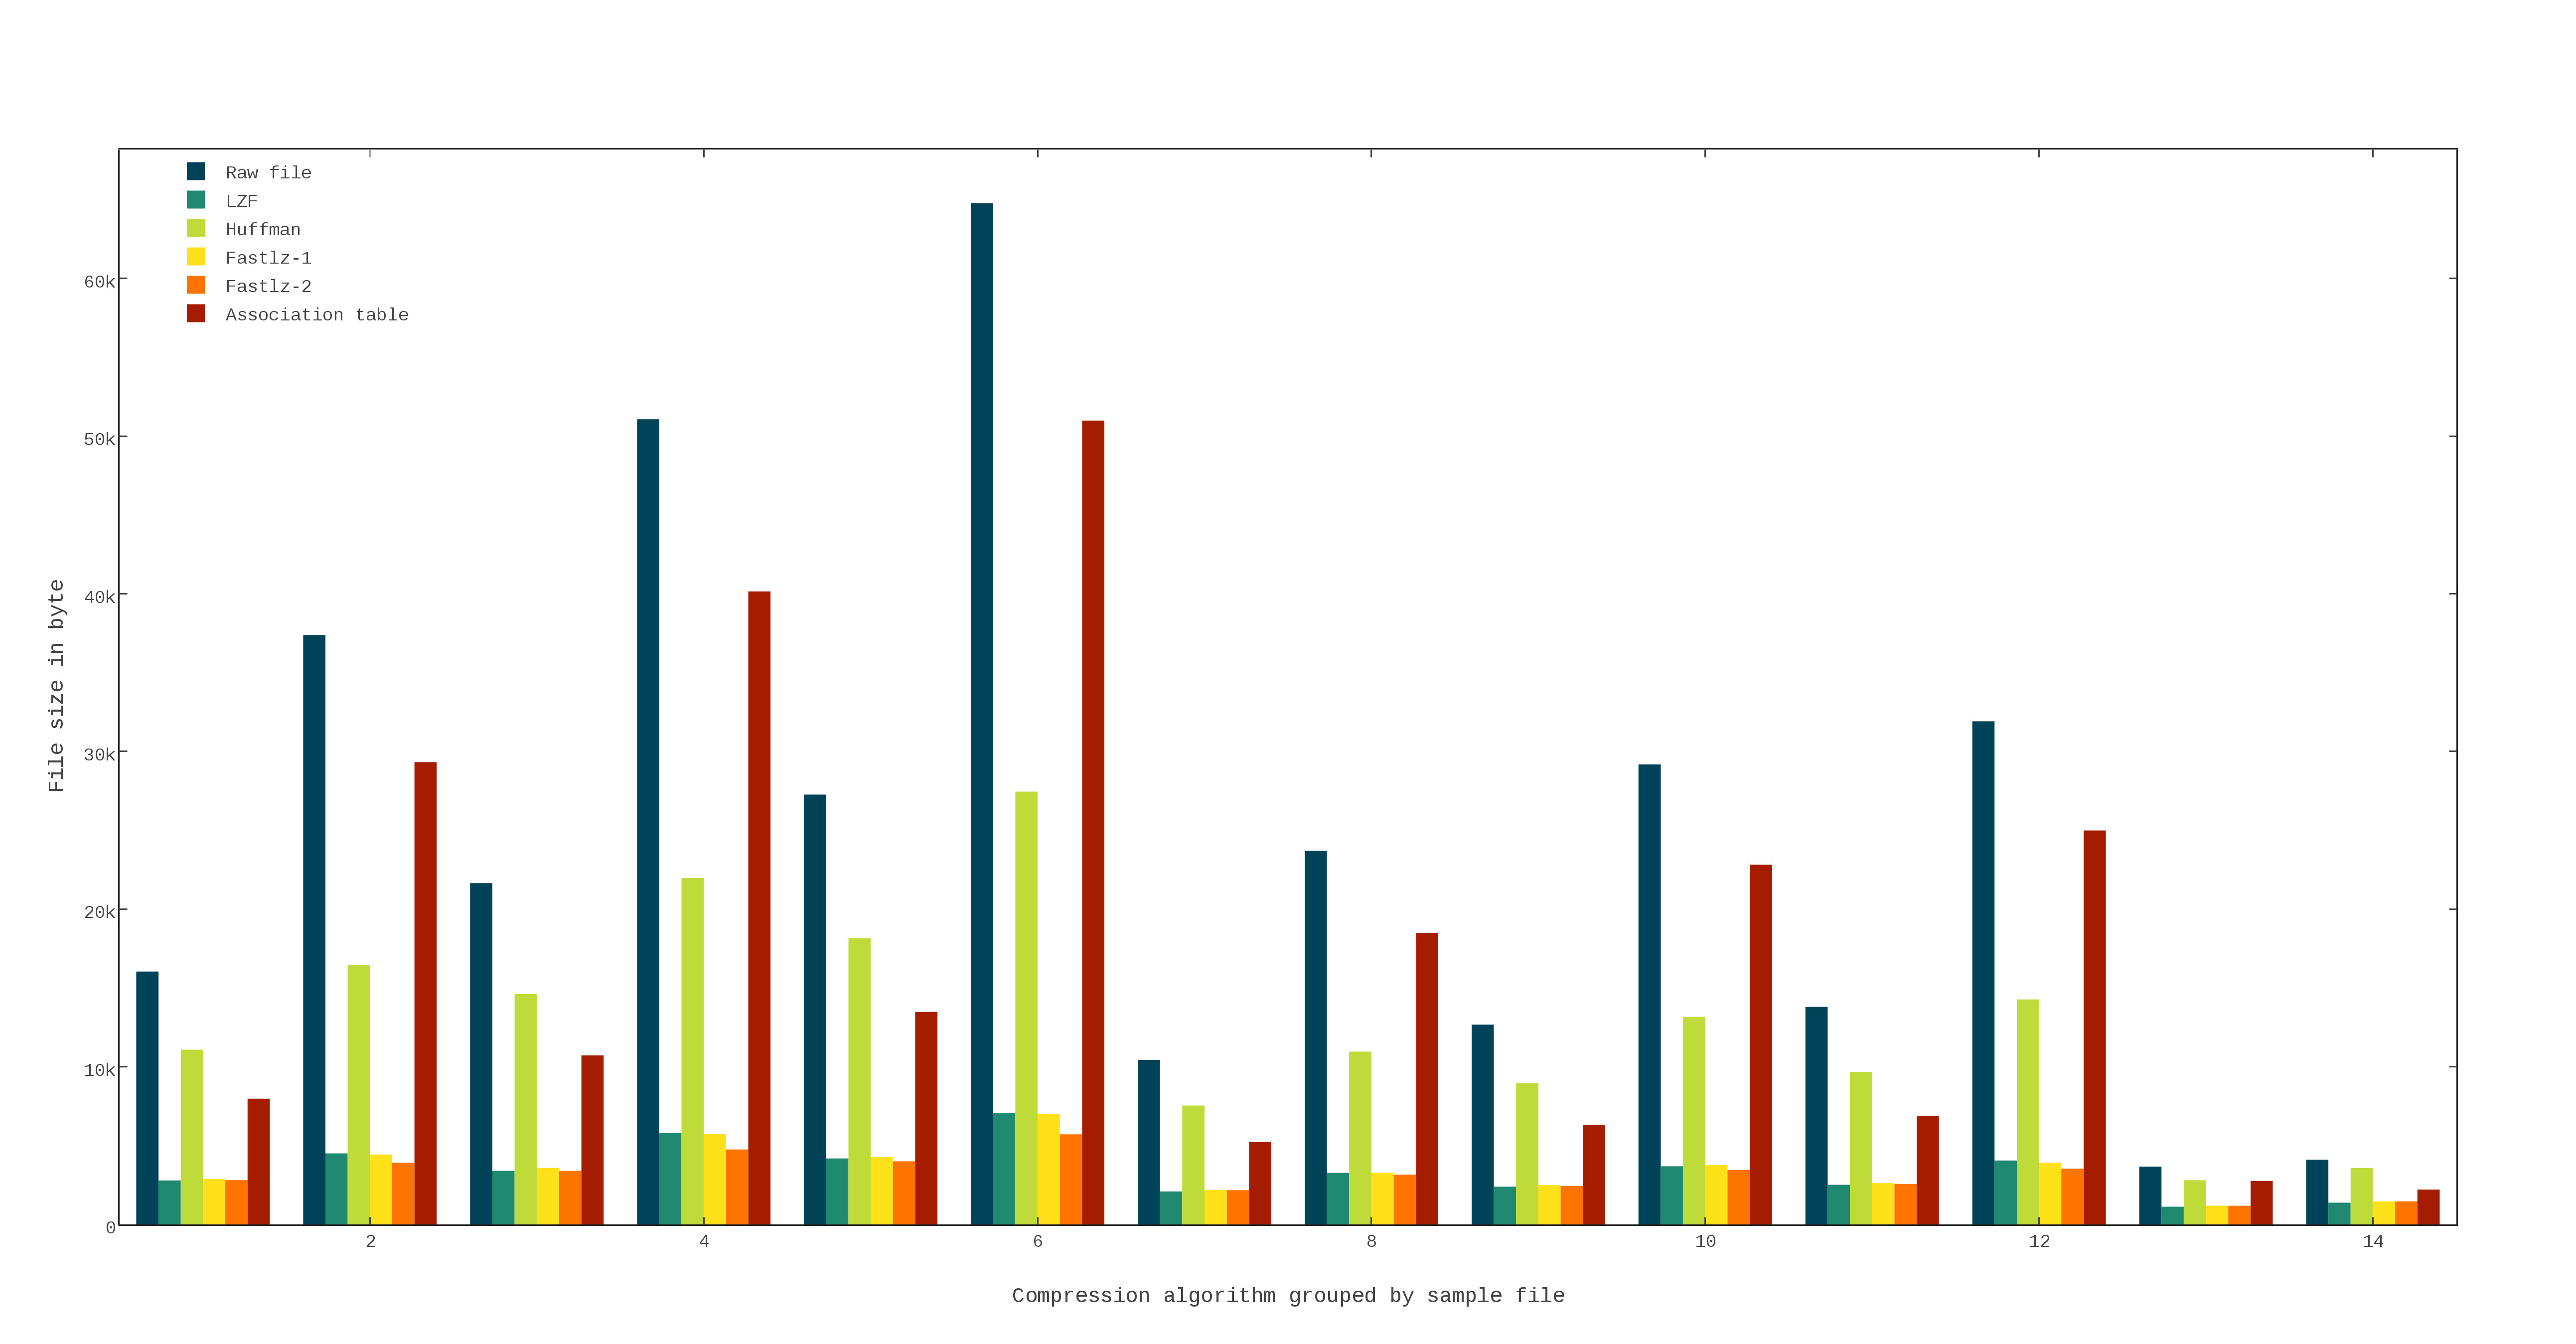 Raw file
LZF
Huffman
Fastlz-1
Fastlz-2
Association table
60k
50k
40k
30k
20k
10k
0
File size in byte
2 4 6 8 10 12 14
Compression algorithm grouped by sample file